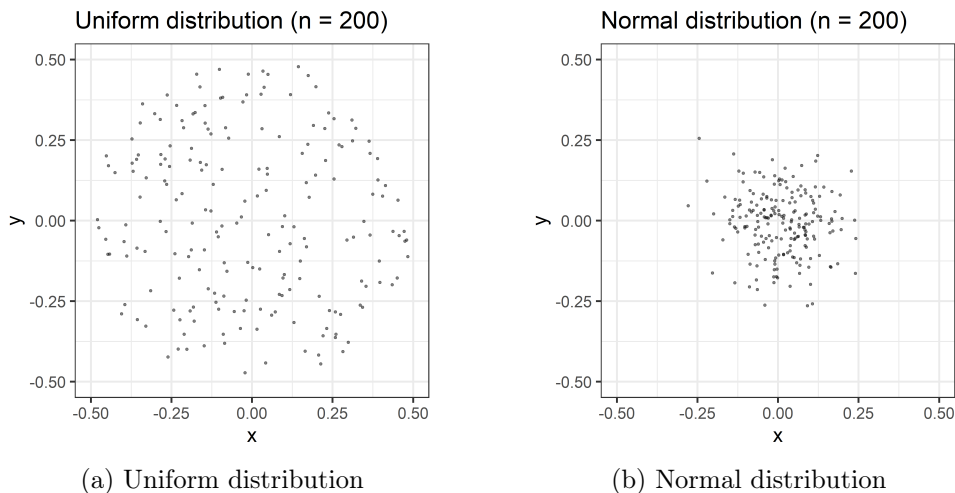 Uniform distribution (n = 200)
0.50
0.25
0.00
-0.25
-0.50
y
-0.50 -0.25 0.00 0.25 0.50
x
(a) Uniform distribution
Normal distribution (n = 200)
0.50
0.25
0.00
-0.25
-0.50
y
-0.50 -0.25 0.00 0.25 0.50
x
(b) Normal distribution